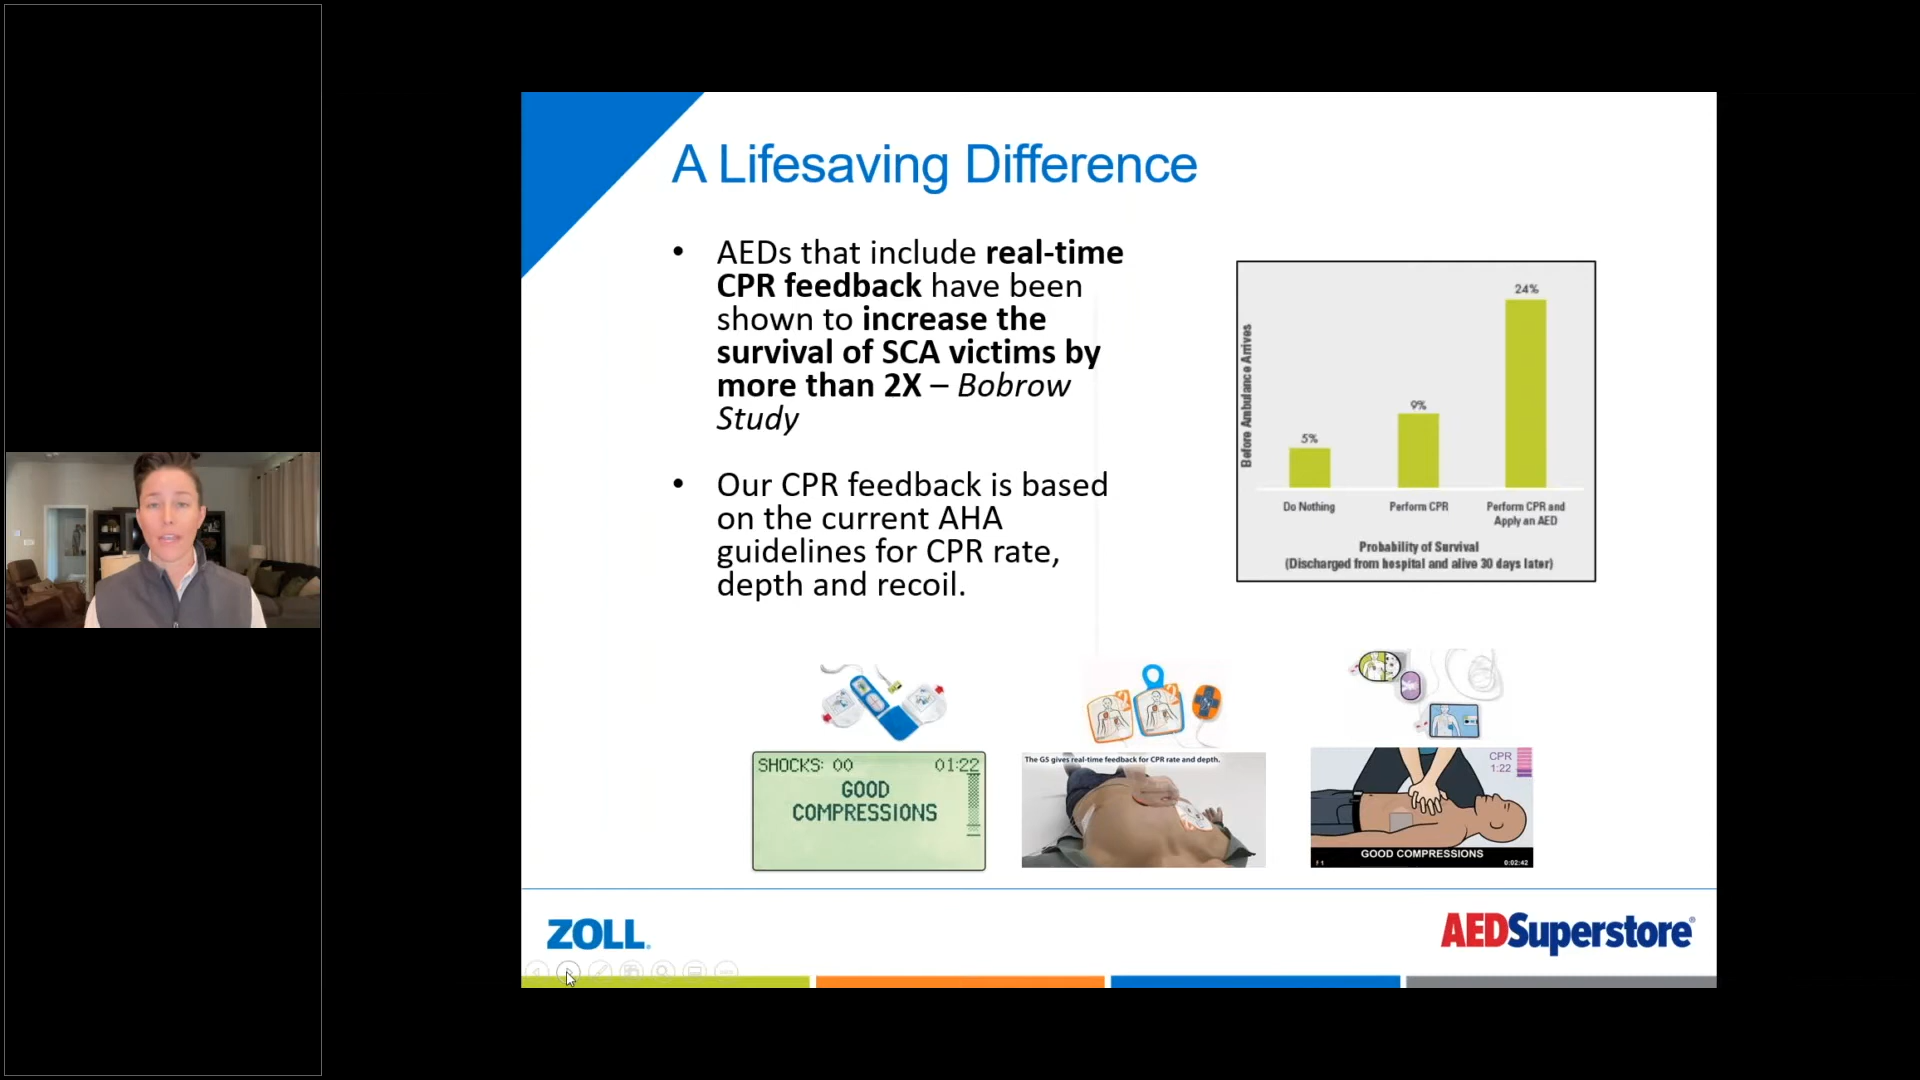 A Lifesaving Difference
• AEDs that include real-time
CPR feedback have been
shown to increase the
survival of SCA victims by
more than 2X – Bobrow
Study
• Our CPR feedback is based
on the current AHA
guidelines for CPR rate,
depth and recoil.
Before Ambulance Arrives
5%
9%
24%
Do Nothing
Perform CPR
Perform CPR and
Apply an AED
Probability of Survival
(Discharged from hospital and alive 30 days later)
SHOCKS: 00 01:22
GOOD
COMPRESSIONS
The G5 gives real-time feedback for CPR rate and depth.
CPR
1:22
GOOD COMPRESSIONS
0:02:42
ZOLL
AEDSuperstore®